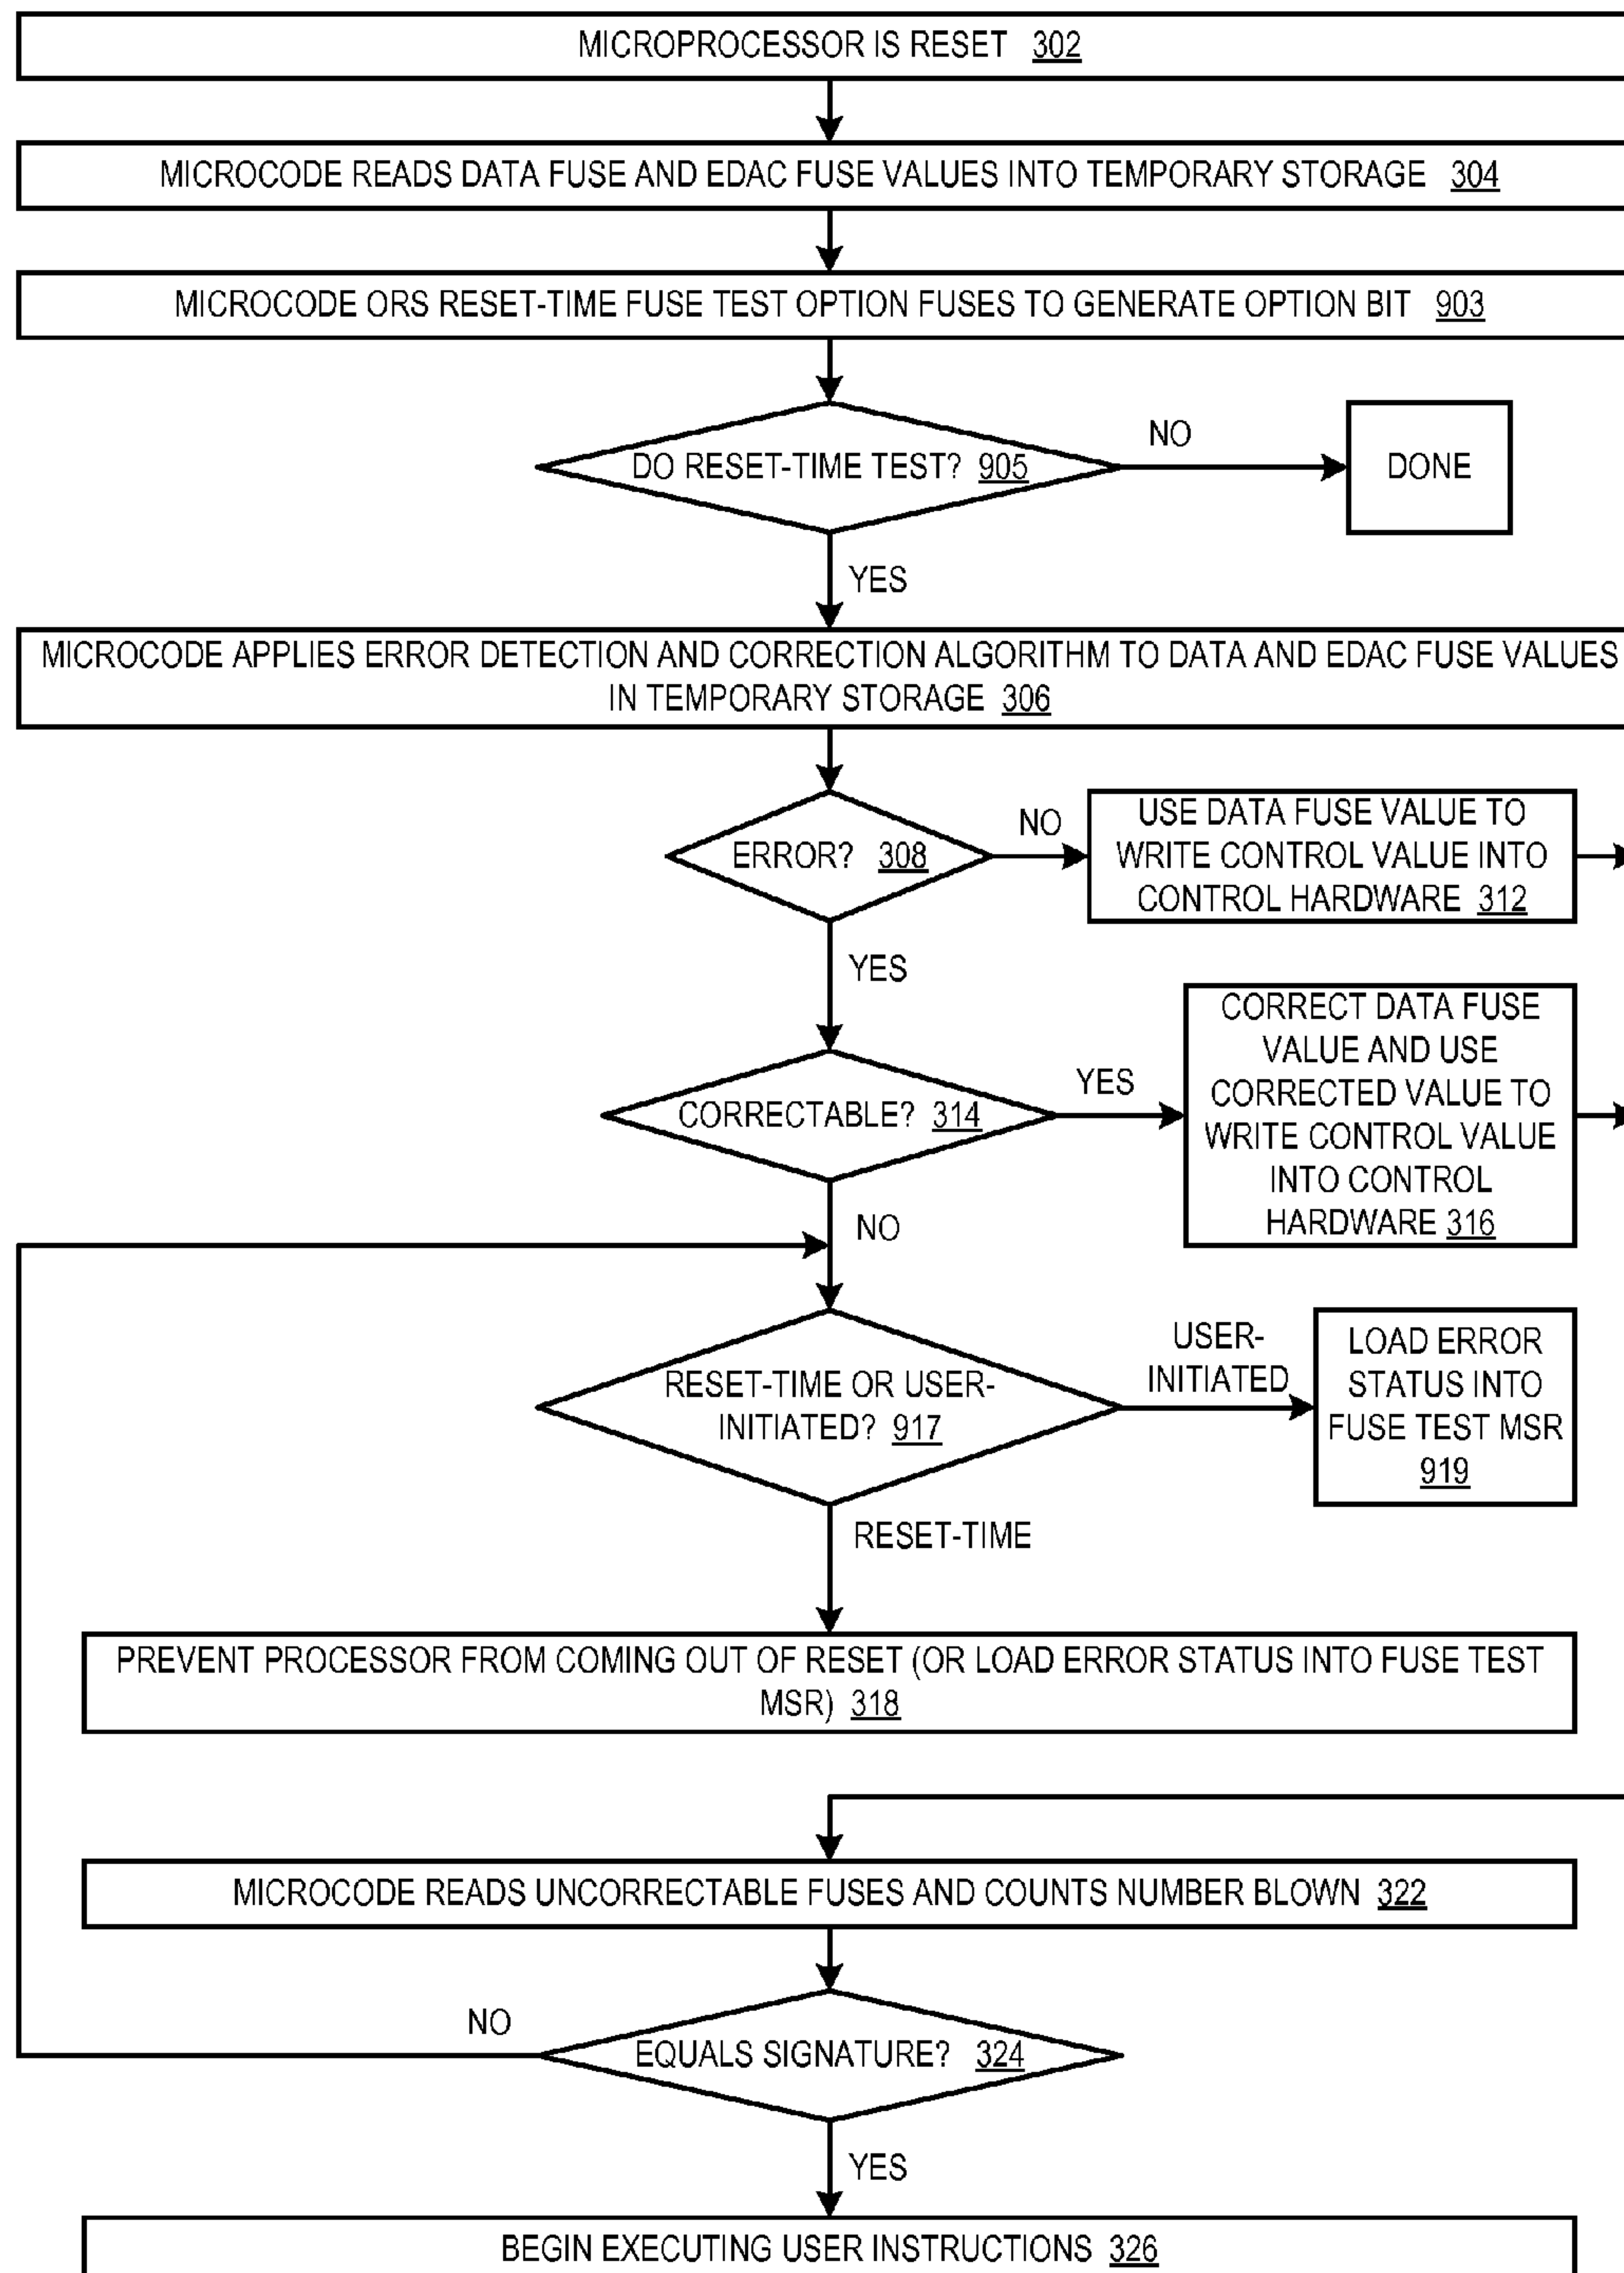 MICROPROCESSOR IS RESET 302
MICROCODE READS DATA FUSE AND EDAC FUSE VALUES INTO TEMPORARY STORAGE 304
MICROCODE ORS RESET-TIME FUSE TEST OPTION FUSES TO GENERATE OPTION BIT 903
DO RESET-TIME TEST? 905
NO
DONE
YES
MICROCODE APPLIES ERROR DETECTION AND CORRECTION ALGORITHM TO DATA AND EDAC FUSE VALUES
IN TEMPORARY STORAGE 306
ERROR? 308
NO
USE DATA FUSE VALUE TO
WRITE CONTROL VALUE INTO
CONTROL HARDWARE 312
YES
CORRECTABLE? 314
YES
CORRECT DATA FUSE
VALUE AND USE
CORRECTED VALUE TO
WRITE CONTROL VALUE
INTO CONTROL
HARDWARE 316
NO
RESET-TIME OR USER-
INITIATED? 917
USER-
INITIATED
LOAD ERROR
STATUS INTO
FUSE TEST MSR
919
RESET-TIME
PREVENT PROCESSOR FROM COMING OUT OF RESET (OR LOAD ERROR STATUS INTO FUSE TEST
MSR) 318
MICROCODE READS UNCORRECTABLE FUSES AND COUNTS NUMBER BLOWN 322
NO
EQUALS SIGNATURE? 324
YES
BEGIN EXECUTING USER INSTRUCTIONS 326